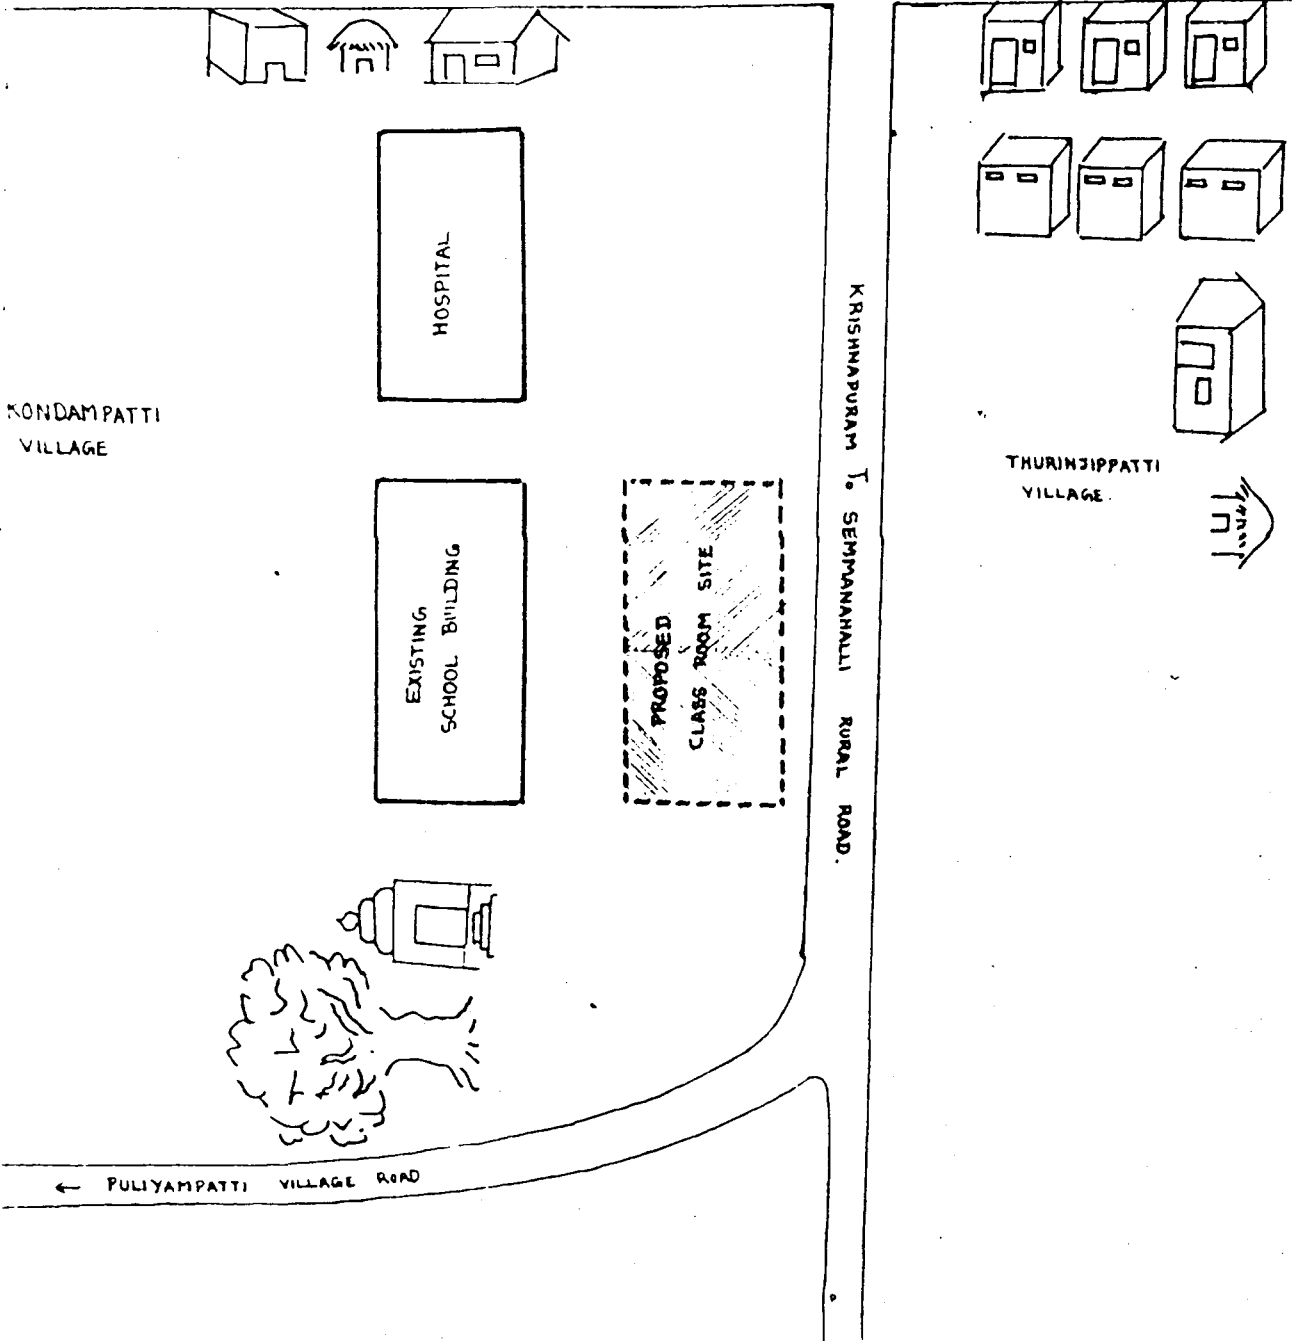 HOSPITAL
KONDAMPATTI
VILLAGE
EXISTING
SCHOOL BUILDING
PROPOSED
CLASS ROOM SITE
KRISHNAPURAM To SEMMANAHALLI RURAL ROAD.
THURINJIPPATTI
VILLAGE.
← PULIYAMPATTI VILLAGE ROAD